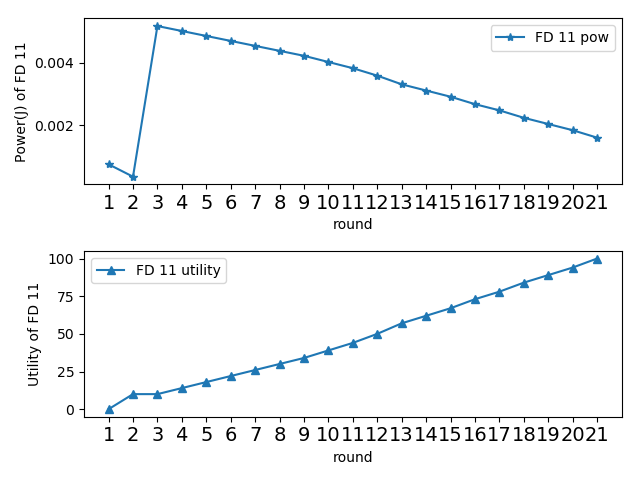 Power(J) of FD 11
0.004
0.002
FD 11 pow
1 2 3 4 5 6 7 8 9 10 11 12 13 14 15 16 17 18 19 20 21
round
Utility of FD 11
100
75
50
25
0
FD 11 utility
1 2 3 4 5 6 7 8 9 10 11 12 13 14 15 16 17 18 19 20 21
round